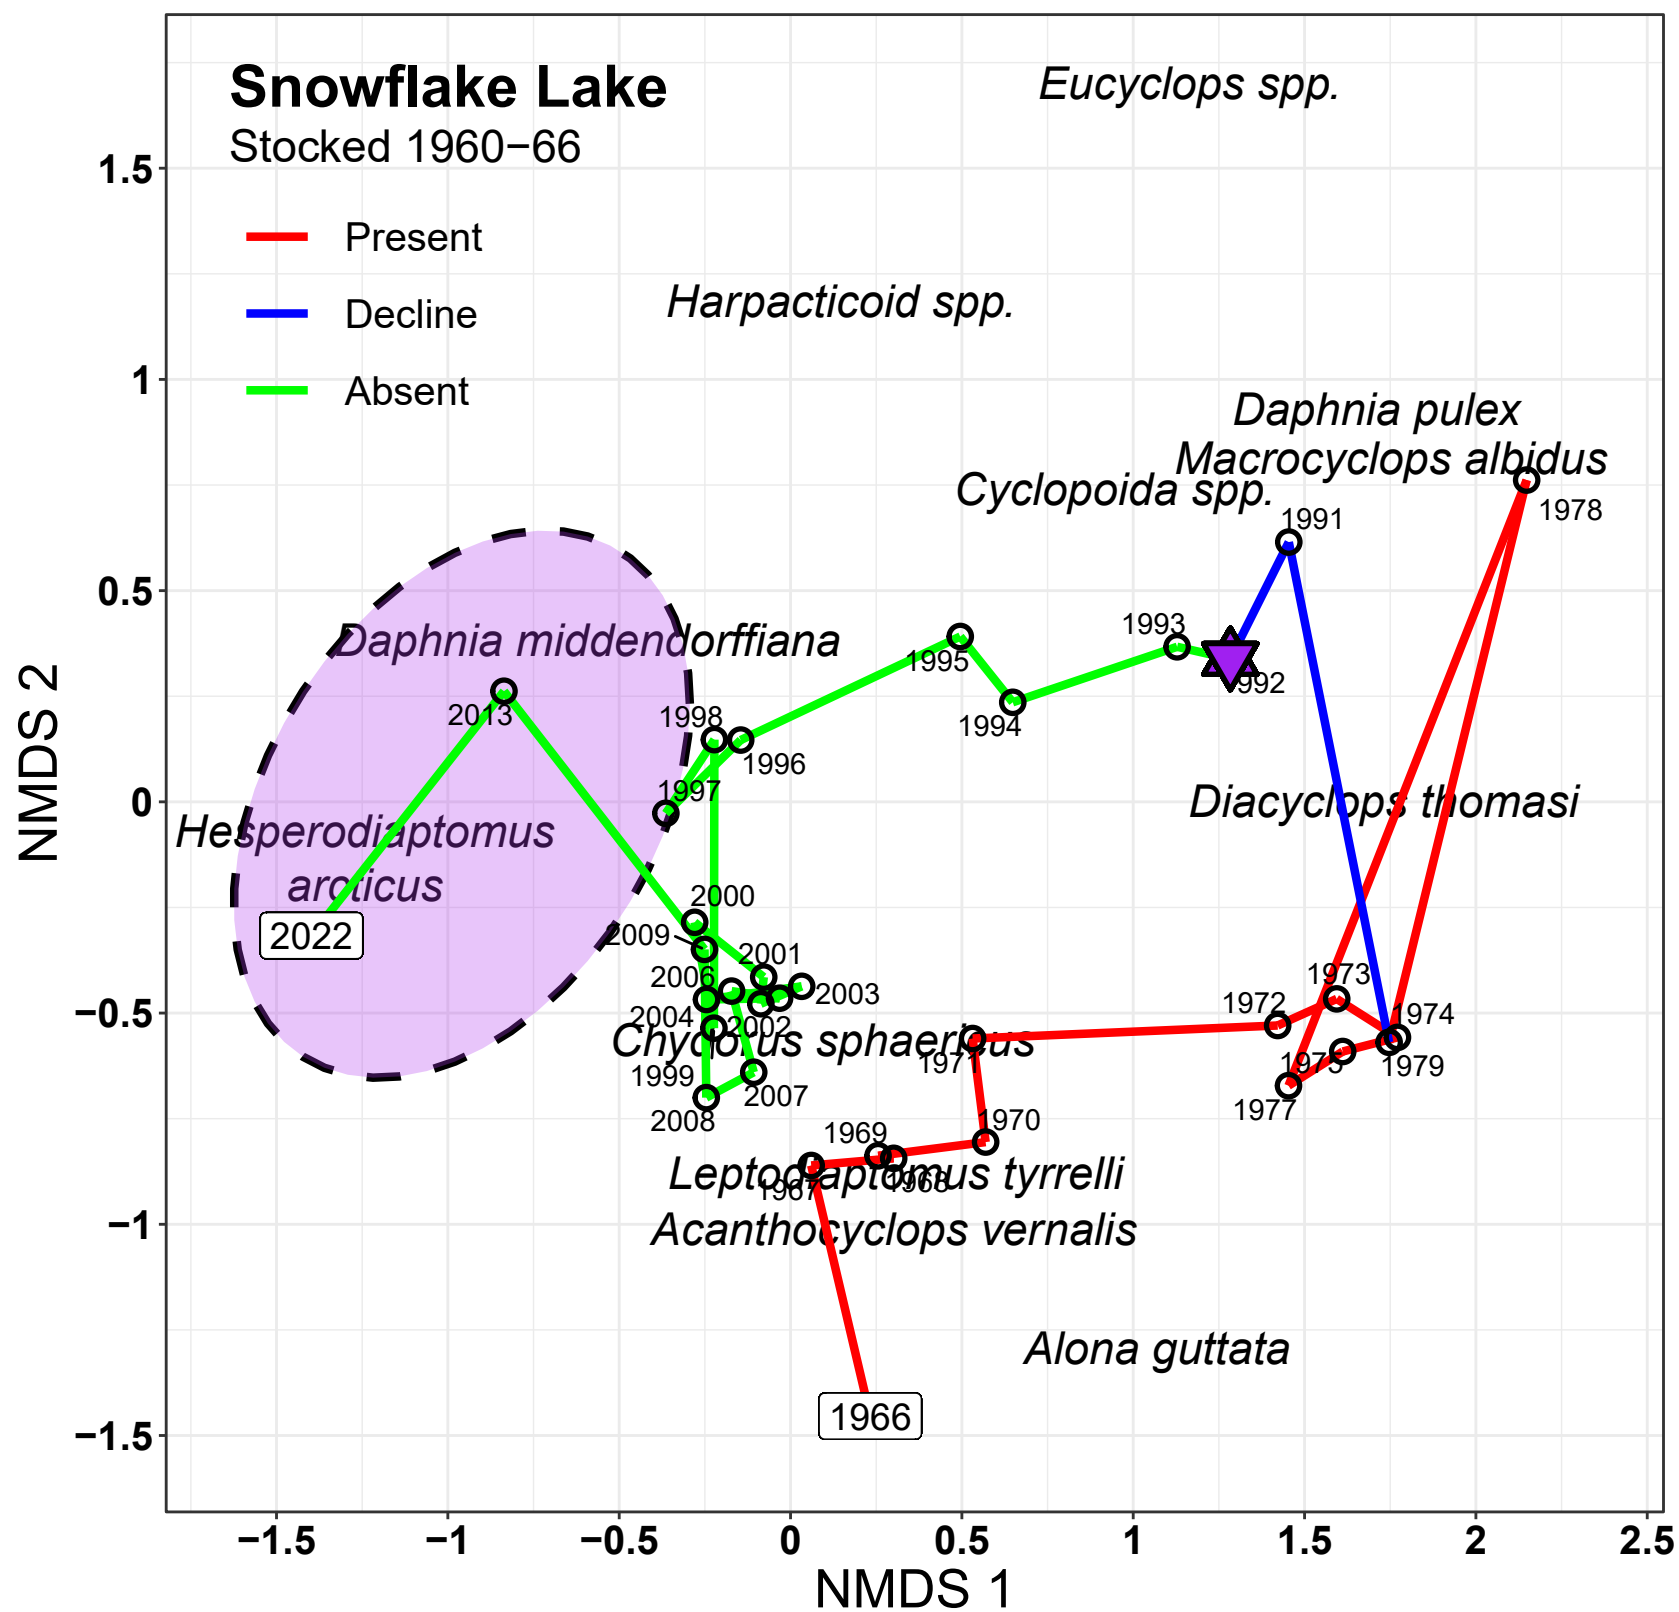 Snowflake Lake
Stocked 1960−66
Present
Decline
Absent
Eucyclops spp.
Harpacticoid spp.
Daphnia pulex
Macrocyclops albidus
Cyclopoida spp.
1978
1991
Daphnia middendorffiana
1993
1995
992
2013
1998
1994
1996
1997
Diacyclops thomasi
Hesperodiaptomus
arcticus
2000
2022
2009
2001
2006
1973
2003
1972
1974
2004
2002
Chydorus sphaericus
1971
1975
1979
1999
2007
1977
2008
1970
1969
Leptodiaptomus tyrrelli
1967
1968
Acanthocyclops vernalis
Alona guttata
1966
NMDS 2
1.5
1
0.5
0
−0.5
−1
−1.5
−1.5
−1
−0.5
0
0.5
1
1.5
2
2.5
NMDS 1